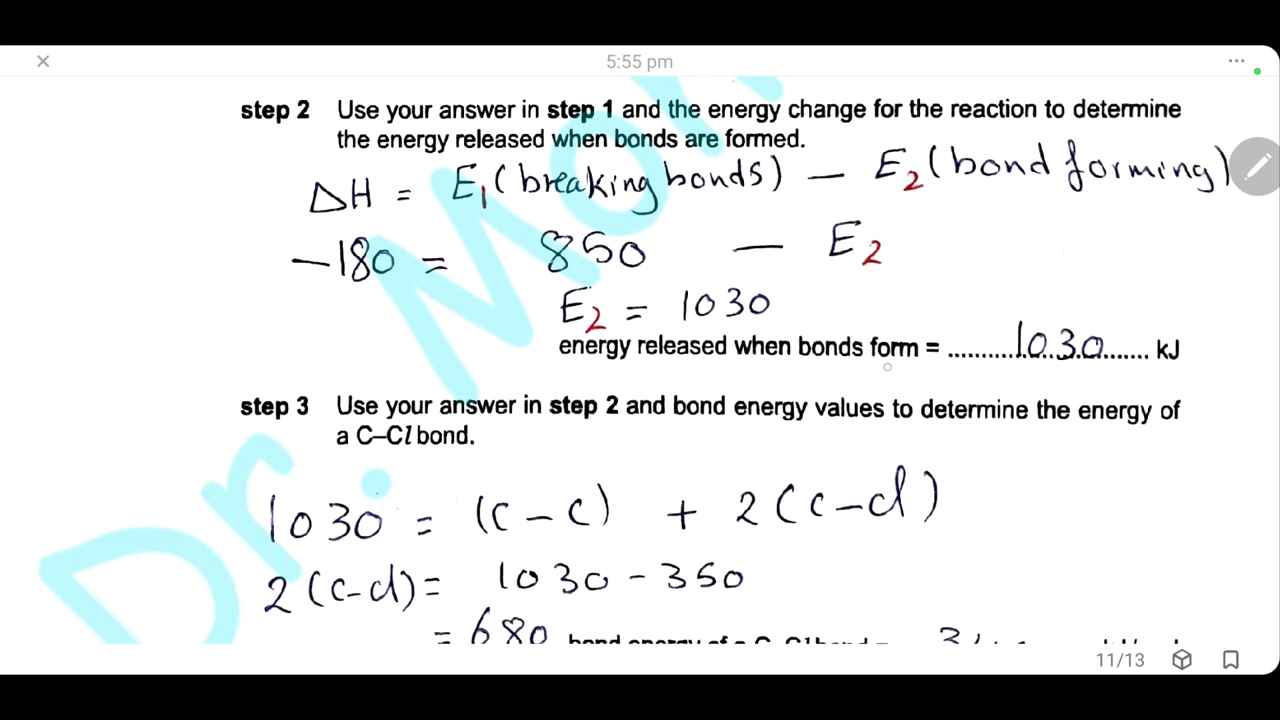 5:55 pm
step 2 Use your answer in step 1 and the energy change for the reaction to determine
the energy released when bonds are formed.
ΔH = E₁ (breaking bonds) — E₂ (bond forming)
—180 = 850 — E₂
E₂ = 1030
energy released when bonds form = ...........1030....... kJ
step 3 Use your answer in step 2 and bond energy values to determine the energy of
a C–Cl bond.
1030 = (C – C) + 2 (C – Cl)
2 (C-Cl) = 1030 - 350
= 680
Dr. Mon
11/13